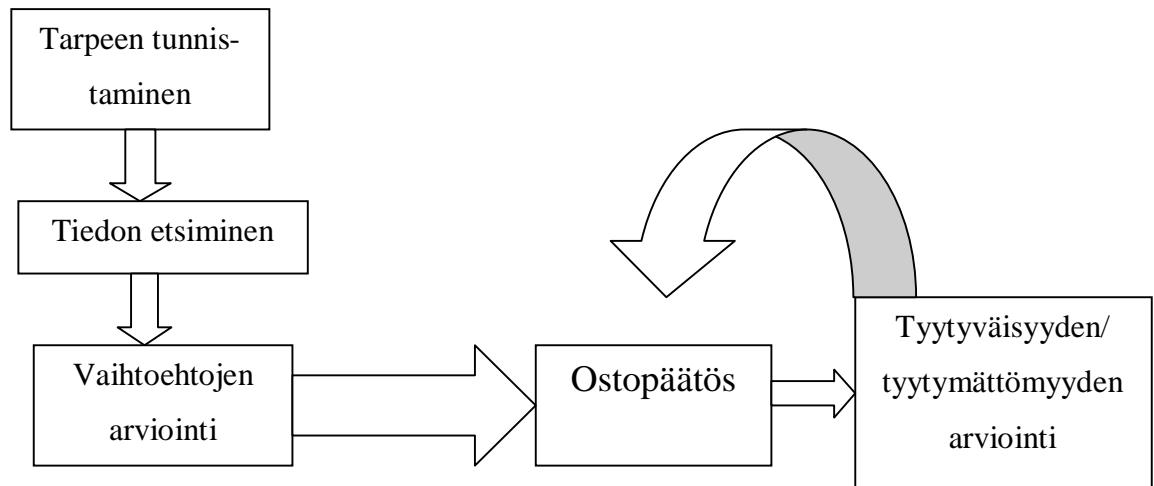 Tarpeen tunnis-
taminen
Tiedon etsiminen
Vaihtoehtojen
arviointi
Ostopäätös
Tyytyväisyyden/
tyytymättömyyden
arviointi